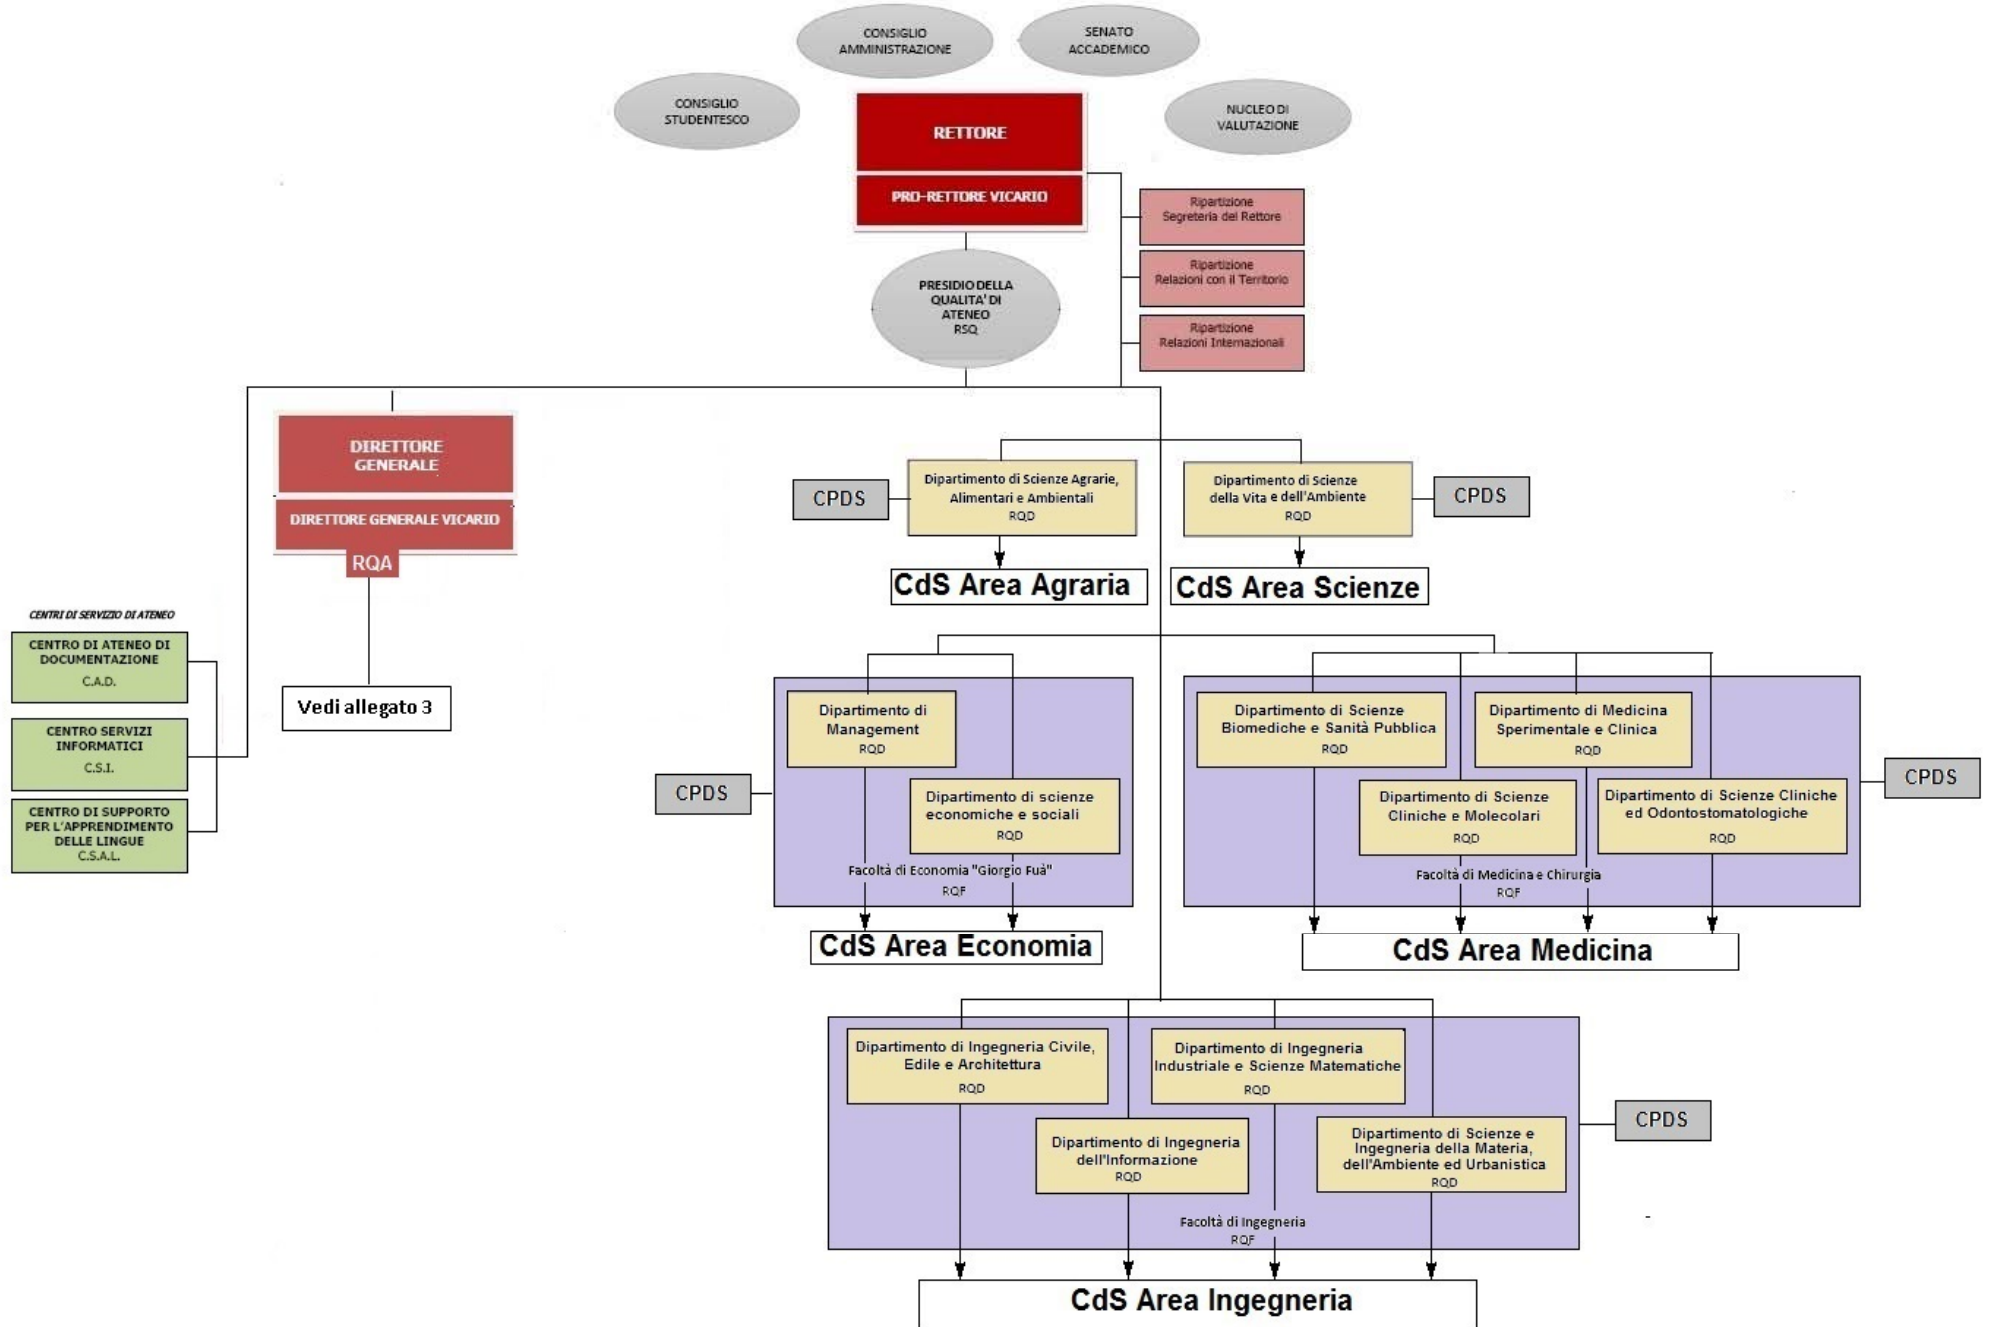 CONSIGLIO
AMMINISTRAZIONE
SENATO
ACCADEMICO
CONSIGLIO
STUDENTESCO
NUCLEO DI
VALUTAZIONE
RETTORE
PRO-RETTORE VICARIO
Ripartizione
Segreteria del Rettore
Ripartizione
Relazioni con il Territorio
Ripartizione
Relazioni Internazionali
PRESIDIO DELLA
QUALITA' DI
ATENEO
RSQ
DIRETTORE
GENERALE
DIRETTORE GENERALE VICARIO
RQA
Vedi allegato 3
CENTRI DI SERVIZIO DI ATENEO
CENTRO DI ATENEO DI
DOCUMENTAZIONE
C.A.D.
CENTRO SERVIZI
INFORMATICI
C.S.I.
CENTRO DI SUPPORTO
PER L'APPRENDIMENTO
DELLE LINGUE
C.S.A.L.
CPDS
Dipartimento di Scienze Agrarie,
Alimentari e Ambientali
RQD
Dipartimento di Scienze
della Vita e dell'Ambiente
RQD
CPDS
CdS Area Agraria
CdS Area Scienze
CPDS
Dipartimento di
Management
RQD
Dipartimento di scienze
economiche e sociali
RQD
Facoltà di Economia "Giorgio Fuà"
RQF
CdS Area Economia
Dipartimento di Scienze
Biomediche e Sanità Pubblica
RQD
Dipartimento di Medicina
Sperimentale e Clinica
RQD
Dipartimento di Scienze
Cliniche e Molecolari
RQD
Dipartimento di Scienze Cliniche
ed Odontostomatologiche
RQD
Facoltà di Medicina e Chirurgia
RQF
CPDS
CdS Area Medicina
Dipartimento di Ingegneria Civile,
Edile e Architettura
RQD
Dipartimento di Ingegneria
Industriale e Scienze Matematiche
RQD
Dipartimento di Ingegneria
dell'Informazione
RQD
Dipartimento di Scienze e
Ingegneria della Materia,
dell'Ambiente ed Urbanistica
RQD
Facoltà di Ingegneria
RQF
CPDS
CdS Area Ingegneria